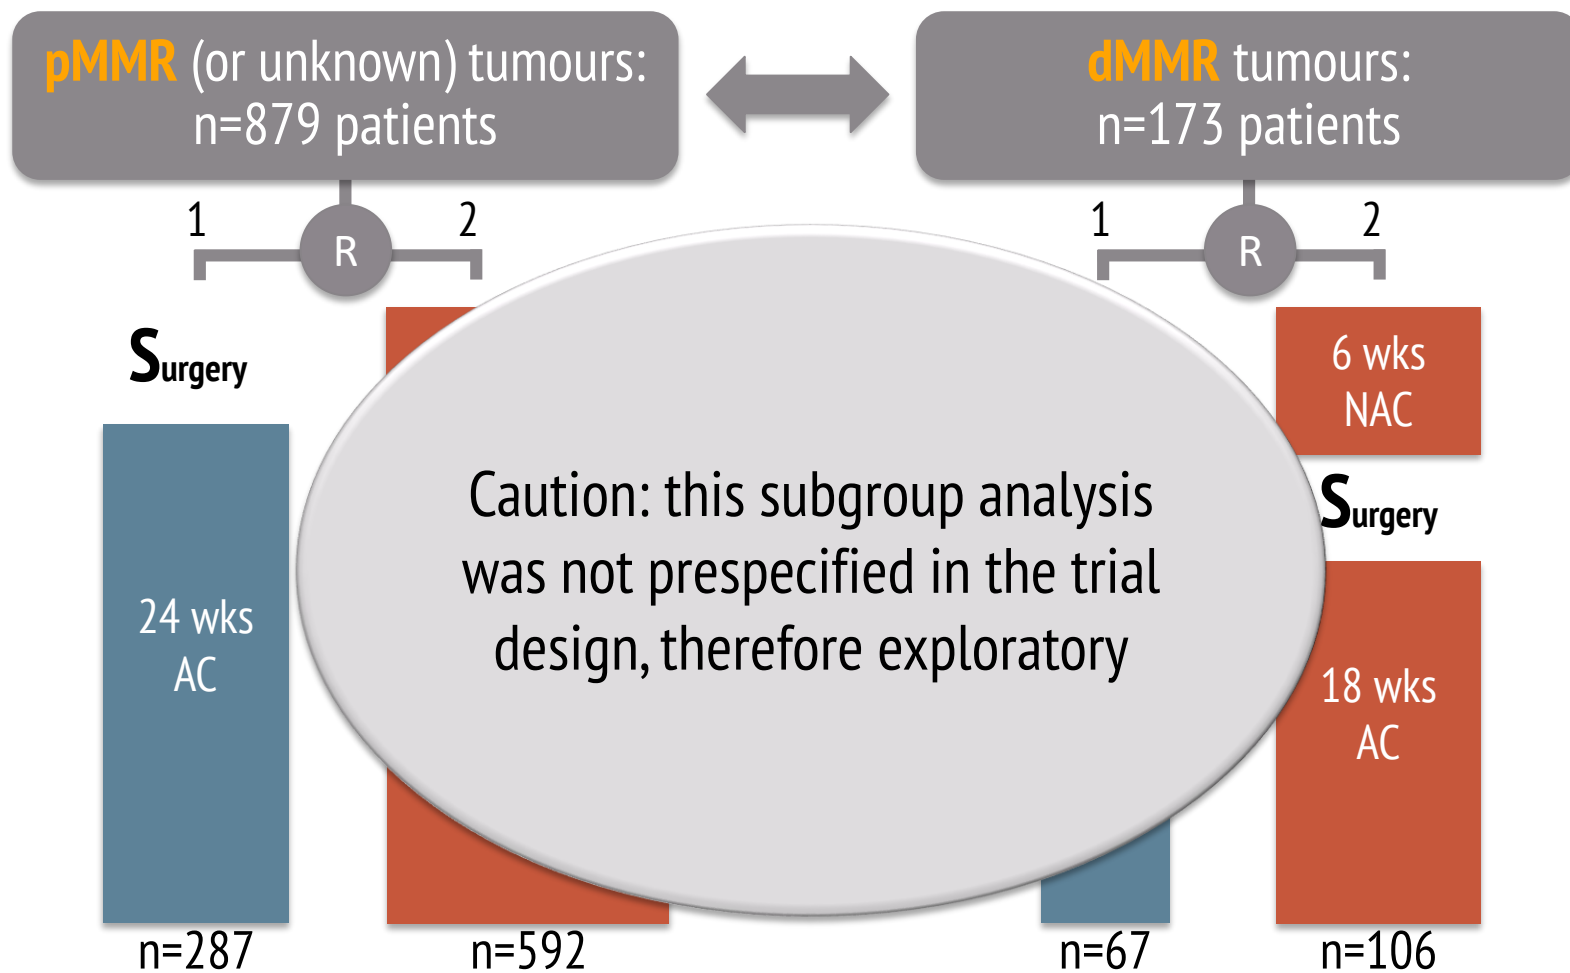 pMMR (or unknown) tumours:
n=879 patients
dMMR tumours:
n=173 patients
1
R
2
1
R
2
Surgery
24 wks
AC
n=287
n=592
Caution: this subgroup analysis
was not prespecified in the trial
design, therefore exploratory
n=67
6 wks
NAC
Surgery
18 wks
AC
n=106